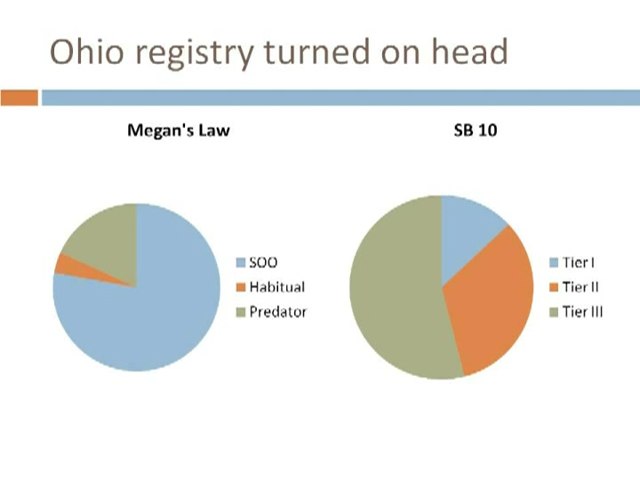 Ohio registry turned on head
Megan's Law
SOO
Habitual
Predator
SB 10
Tier I
Tier II
Tier III